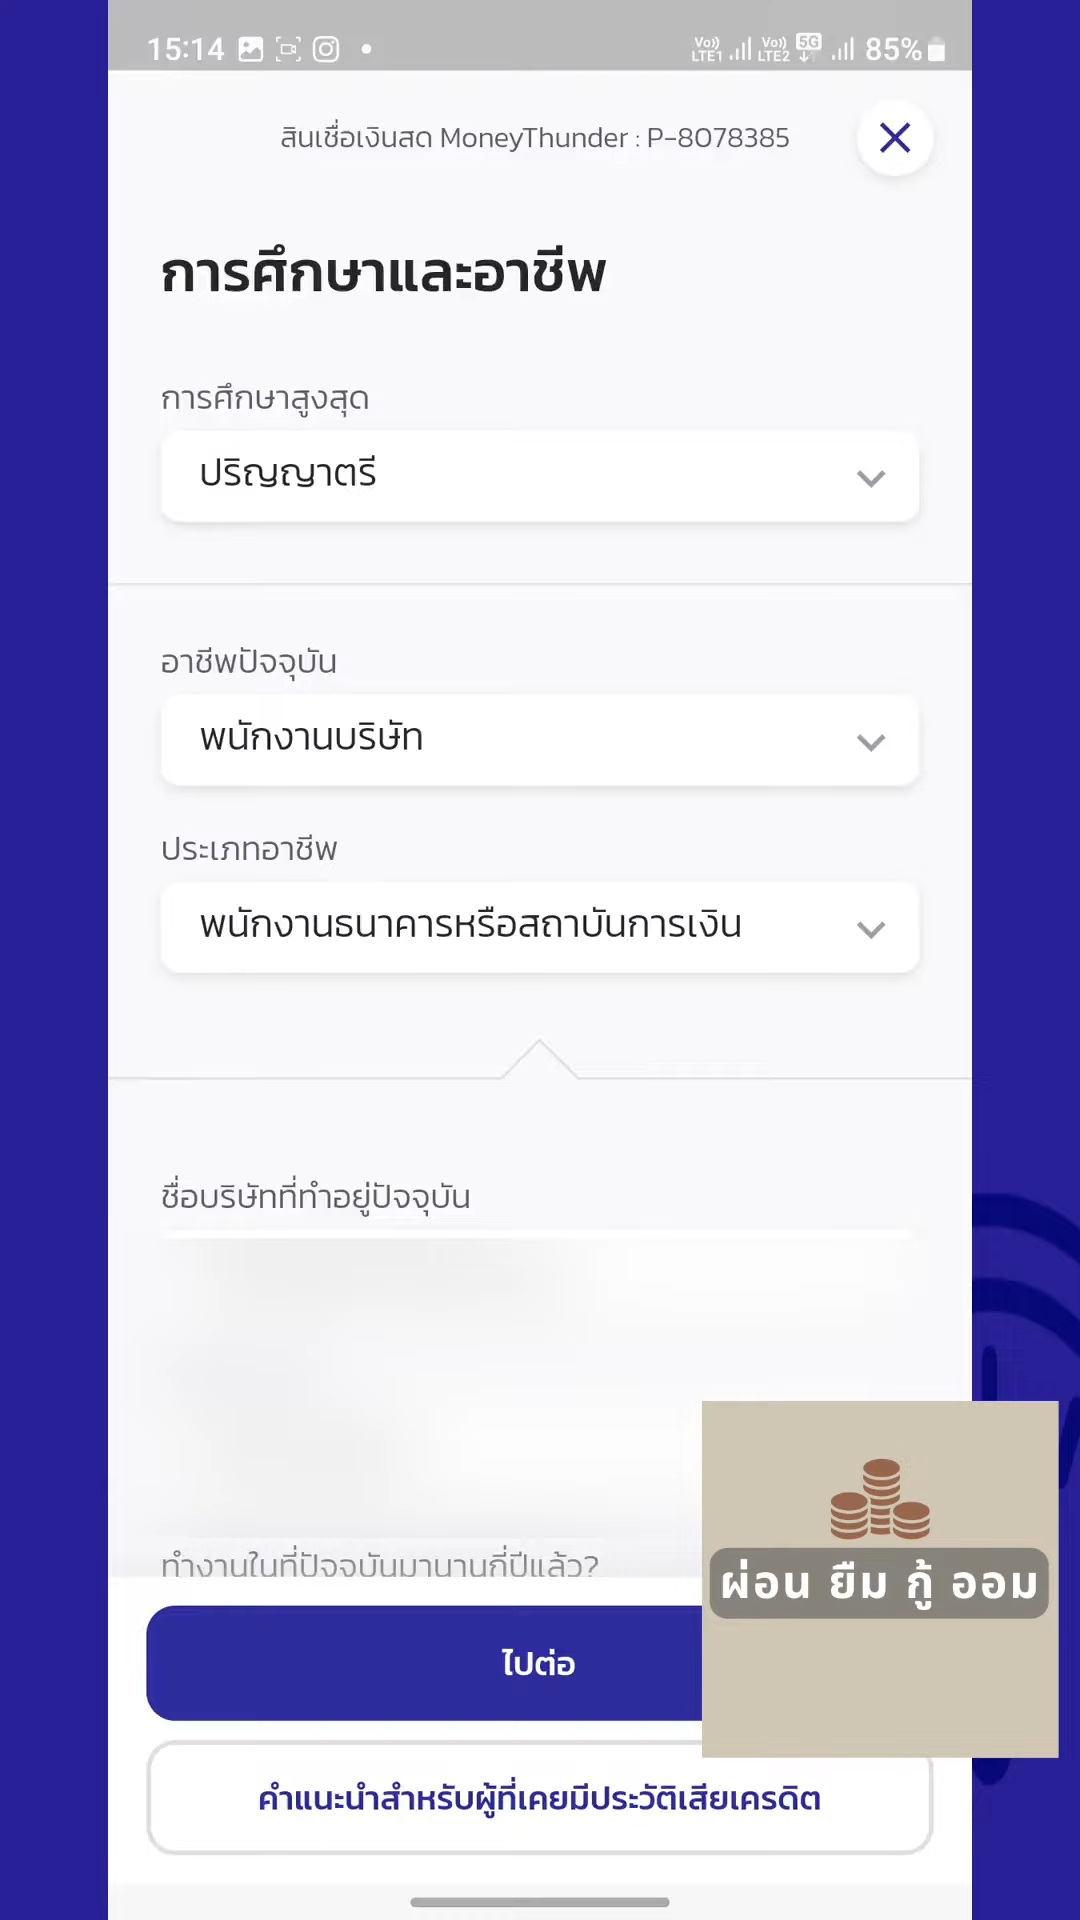 15:14 Vo) LTE1 Vo) LTE2 5G 85%
สินเชื่อเงินสด MoneyThunder : P-8078385
การศึกษาและอาชีพ
การศึกษาสูงสุด
ปริญญาตรี
อาชีพปัจจุบัน
พนักงานบริษัท
ประเภทอาชีพ
พนักงานธนาคารหรือสถาบันการเงิน
ชื่อบริษัทที่ทำอยู่ปัจจุบัน
ทำงานในที่ปัจจุบันมานานกี่ปีแล้ว?
ผ่อน ยืม กู้ ออม
ไปต่อ
คำแนะนำสำหรับผู้ที่เคยมีประวัติเสียเครดิต